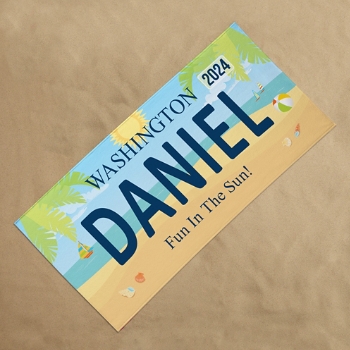 2024
WASHINGTON
DANIEL
Fun In The Sun!